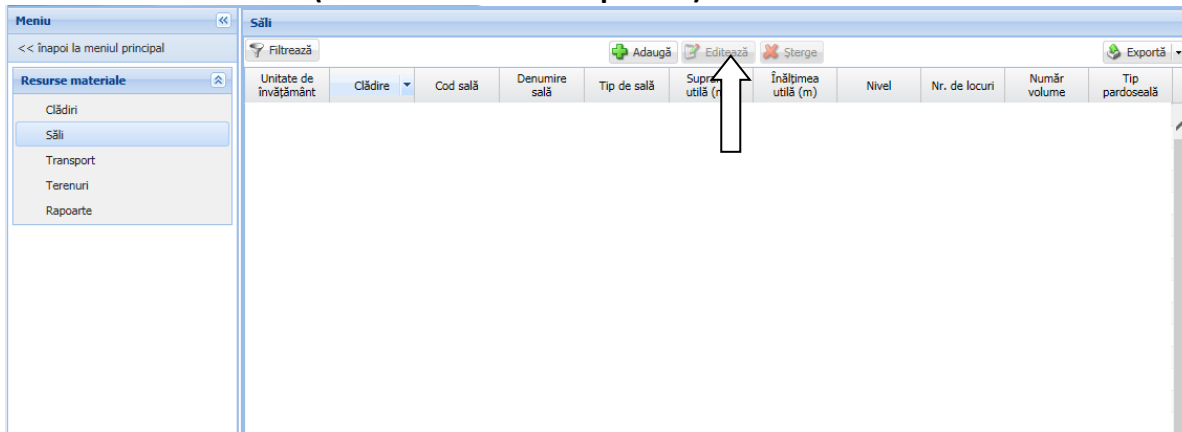 Meniu
<< înapoi la meniul principal
Resurse materiale
Clădiri
Săli
Transport
Terenuri
Rapoarte
Săli
Filtrează Adaugă Editează Șterge Exportă
Unitate de învățământ Clădire Cod sală Denumire sală Tip de sală utilă Înălțimea utilă (m) Nivel Nr. de locuri Număr volume Tip pardoseală